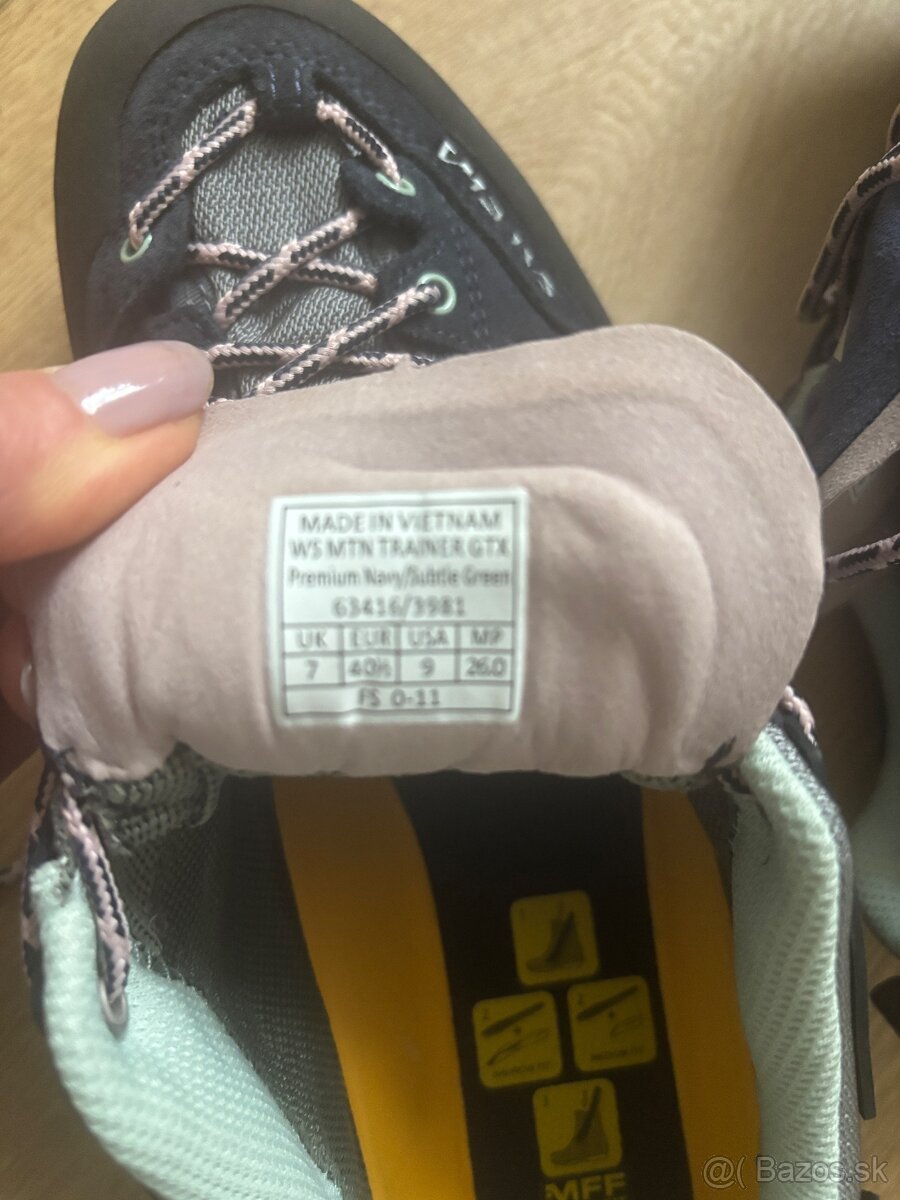 MADE IN VIETNAM
WS MTN TRAINER GTX
Premium Navy/Subtle Green
63416/3981
UK EUR USA MP
7 40½ 9 26.0
FS 0-11
MFF
@( Bazos.sk